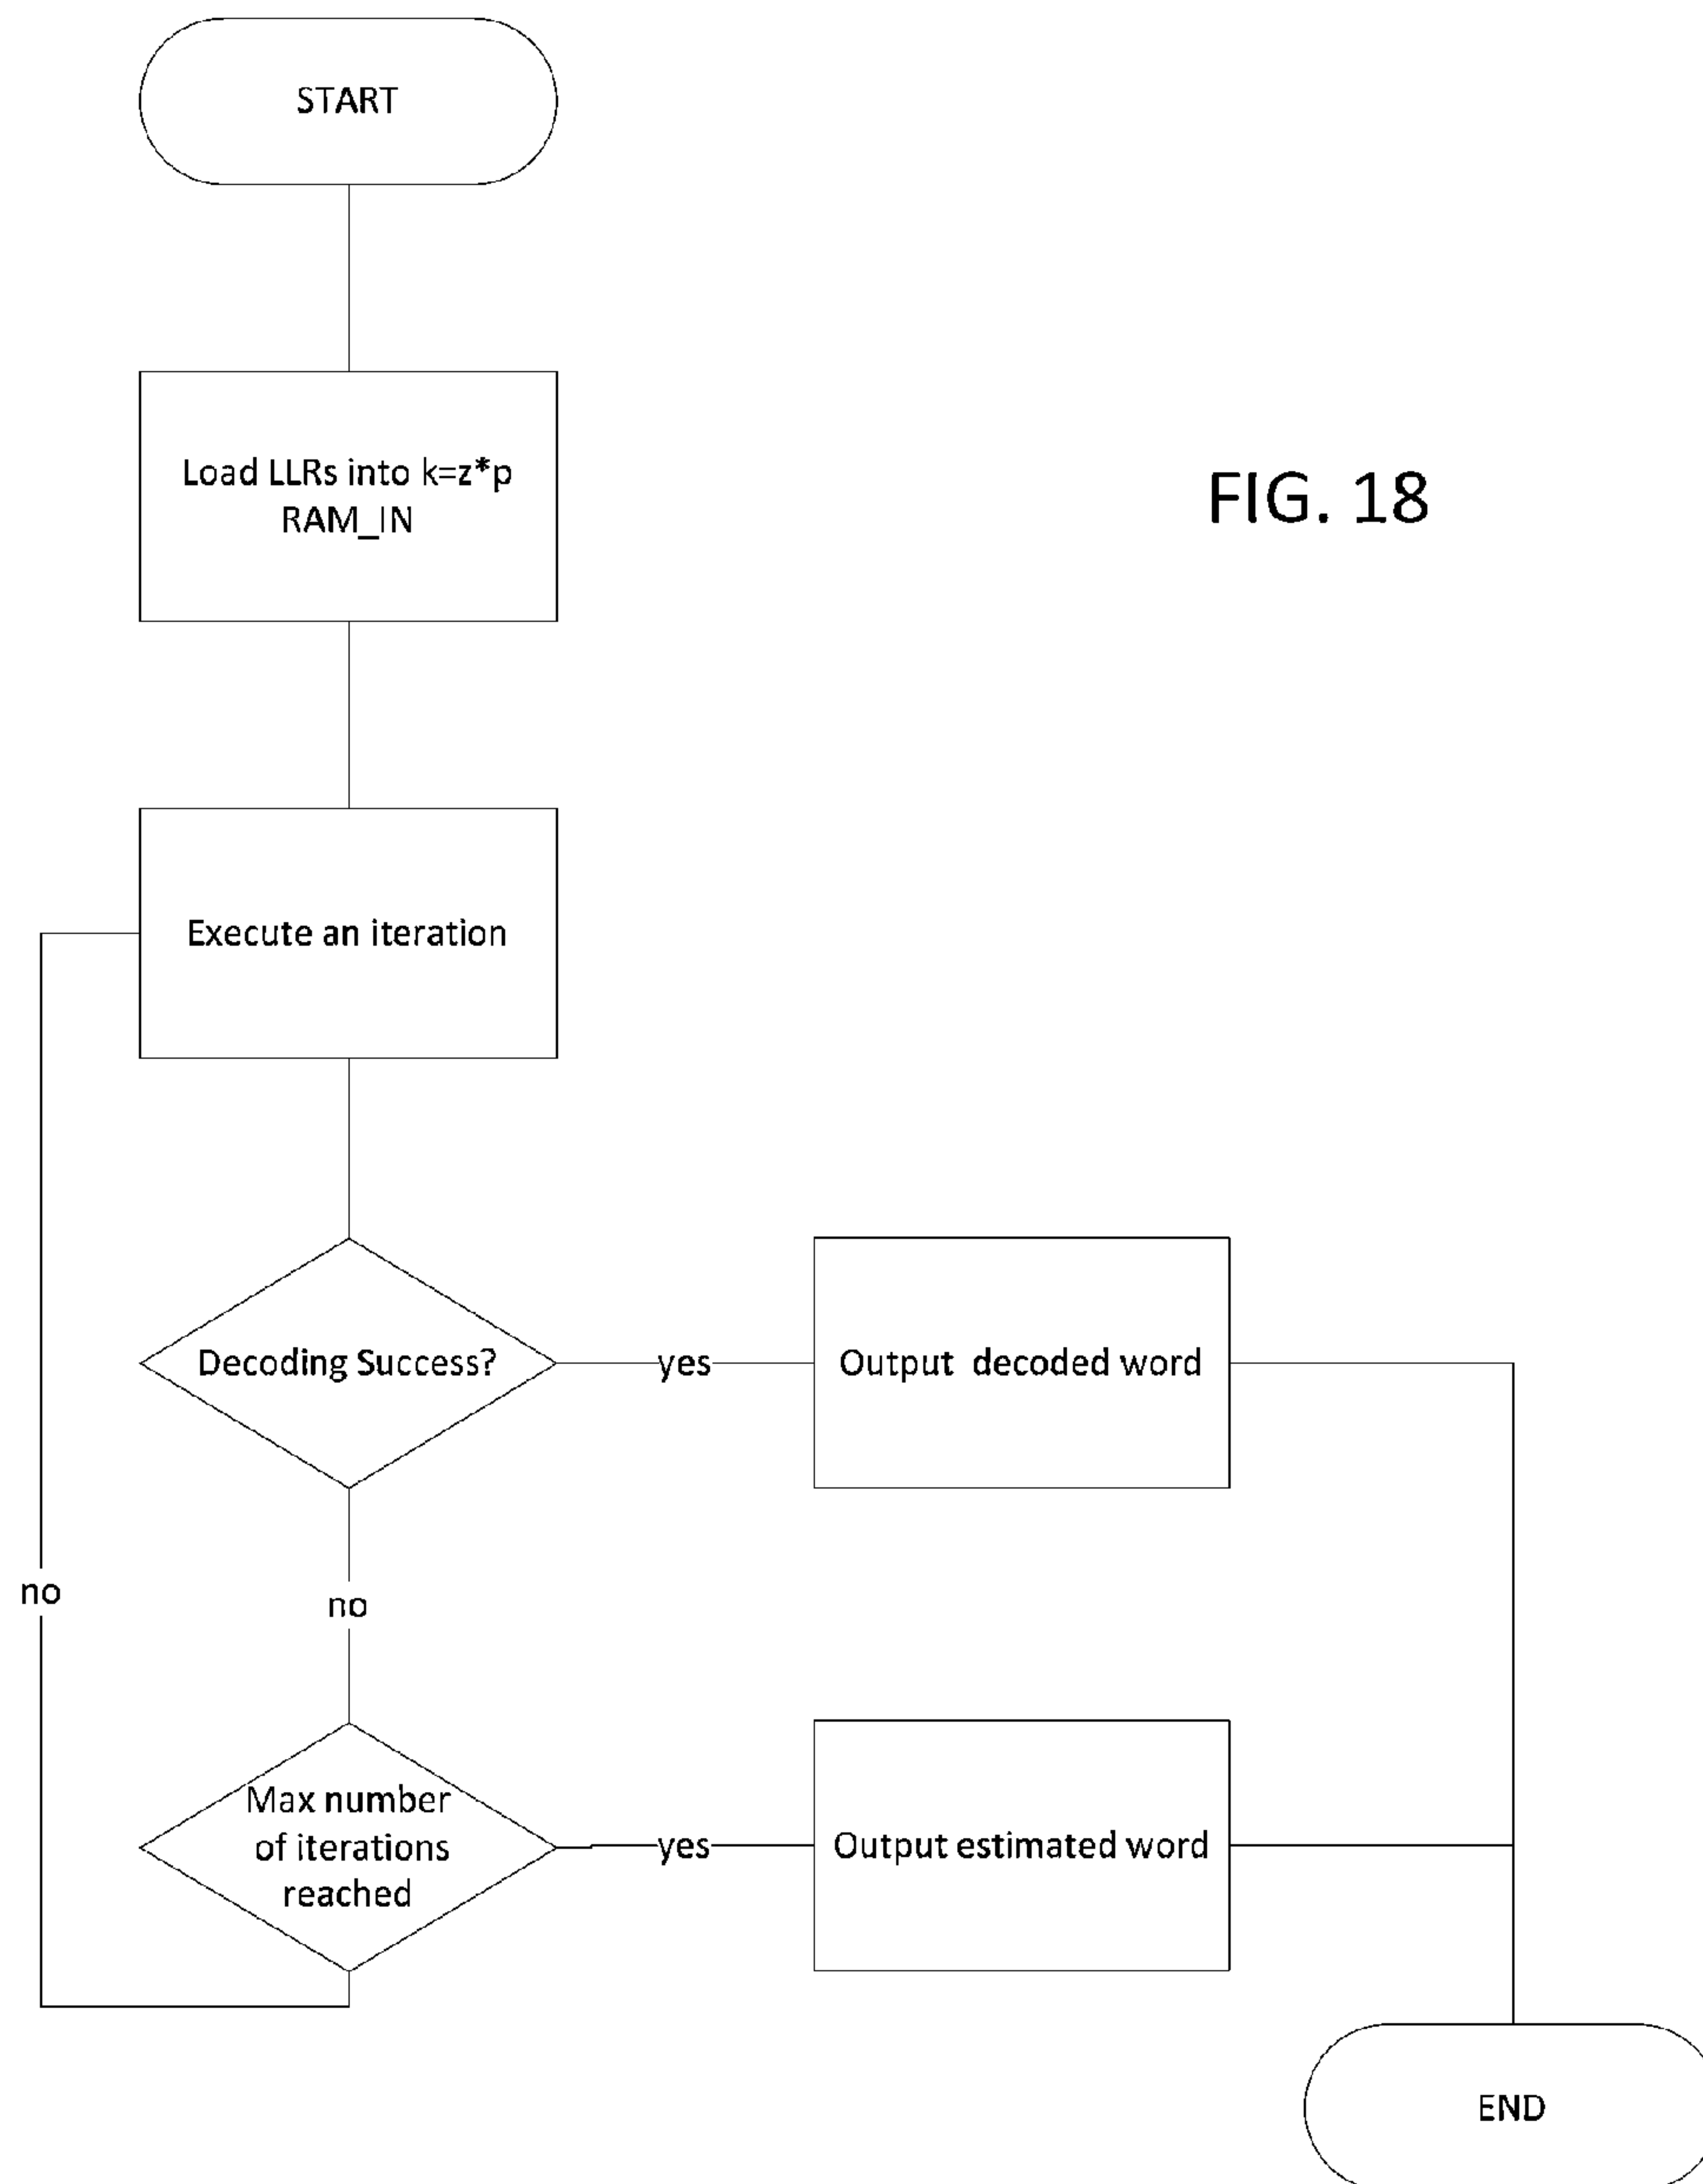 START
Load LLRs into k=z*p
RAM_IN
FIG. 18
Execute an iteration
Decoding Success?
yes
Output decoded word
no
no
Max number
of iterations
reached
yes
Output estimated word
END